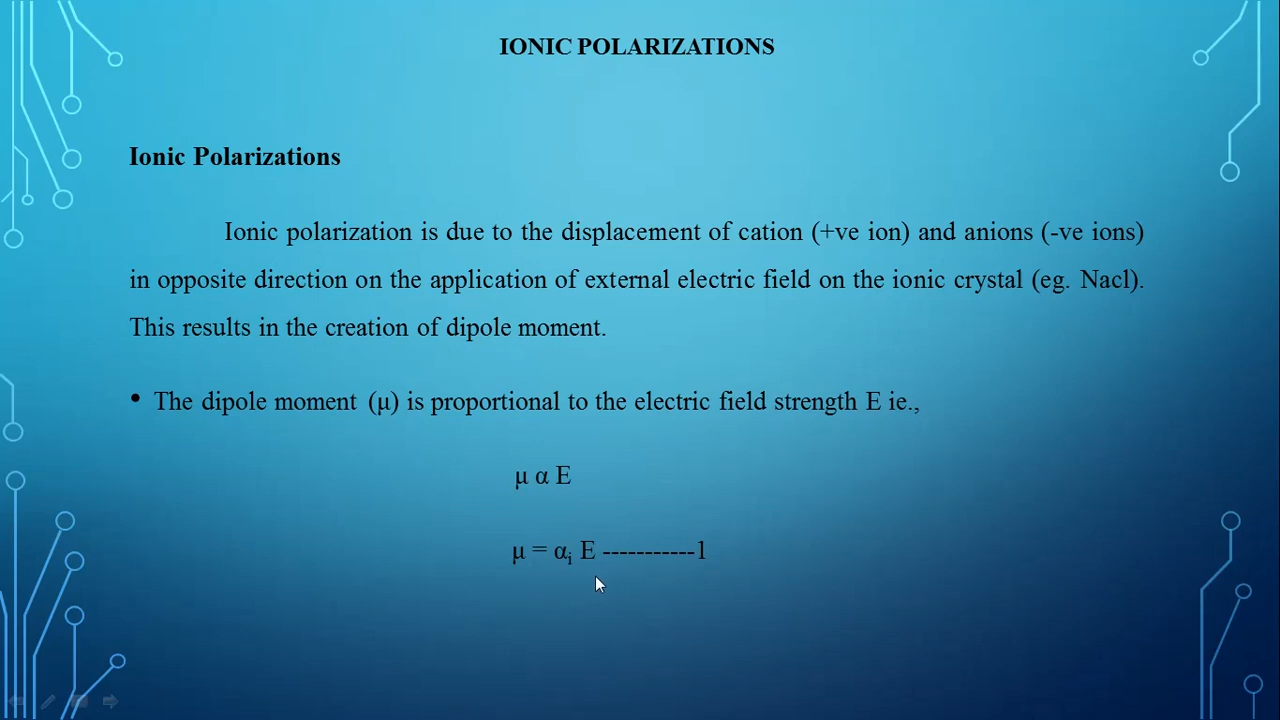 IONIC POLARIZATIONS
Ionic Polarizations
Ionic polarization is due to the displacement of cation (+ve ion) and anions (-ve ions)
in opposite direction on the application of external electric field on the ionic crystal (eg. Nacl).
This results in the creation of dipole moment.
• The dipole moment (μ) is proportional to the electric field strength E ie.,
μ α E
μ = αᵢ E -----------1